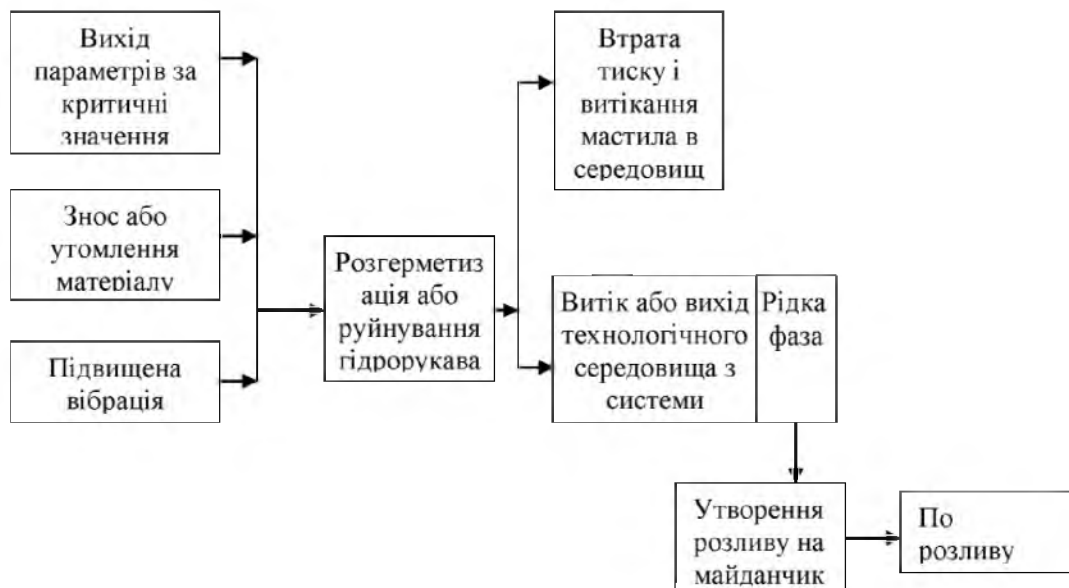 Вихід
параметрів за
критичні
значення
Знос або
утомлення
матеріалу
Підвищена
вібрація
Розгерметиз
ація або
руйнування
гідрорукава
Втрата
тиску і
витікання
мастила в
середовищ
Витік або вихід
технологічного
середовища з
системи
Рідка
фаза
Утворення
розливу на
майданчик
По
розливу